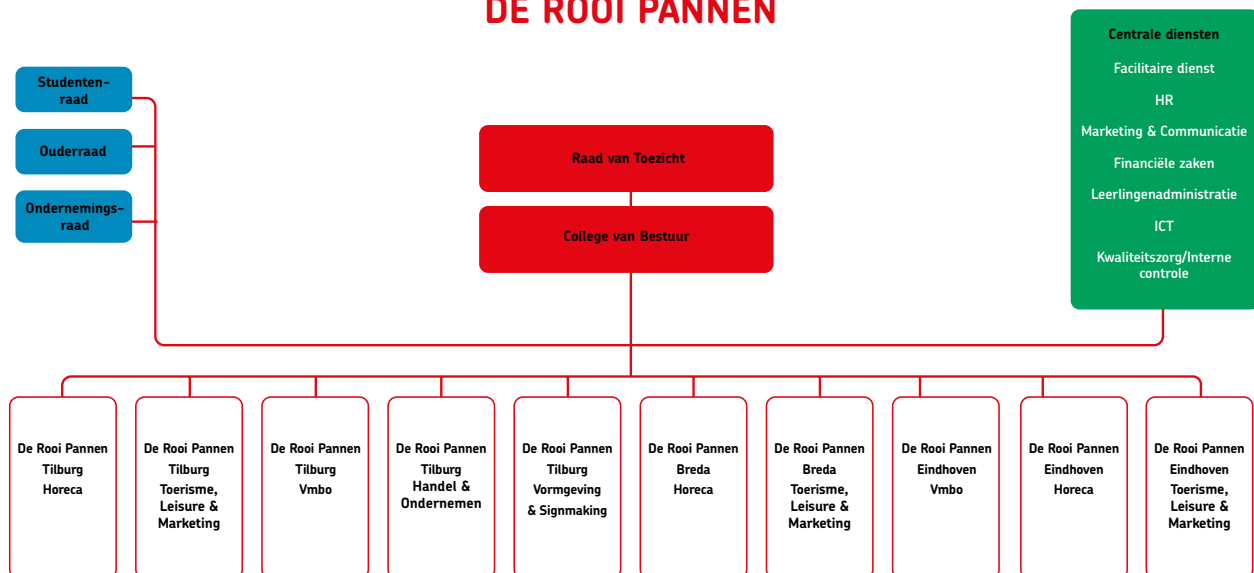 DE ROOI PANNEN
Studenten-
raad
Ouderraad
Ondernemings-
raad
Raad van Toezicht
College van Bestuur
Centrale diensten
Facilitaire dienst
HR
Marketing & Communicatie
Financiële zaken
Leerlingenadministratie
ICT
Kwaliteitszorg/Interne
controle
De Rooi Pannen
Tilburg
Horeca
De Rooi Pannen
Tilburg
Toerisme,
Leisure &
Marketing
De Rooi Pannen
Tilburg
Vmbo
De Rooi Pannen
Tilburg
Handel &
Ondernemen
De Rooi Pannen
Tilburg
Vormgeving
& Signmaking
De Rooi Pannen
Breda
Horeca
De Rooi Pannen
Breda
Toerisme,
Leisure &
Marketing
De Rooi Pannen
Eindhoven
Vmbo
De Rooi Pannen
Eindhoven
Horeca
De Rooi Pannen
Eindhoven
Toerisme,
Leisure &
Marketing